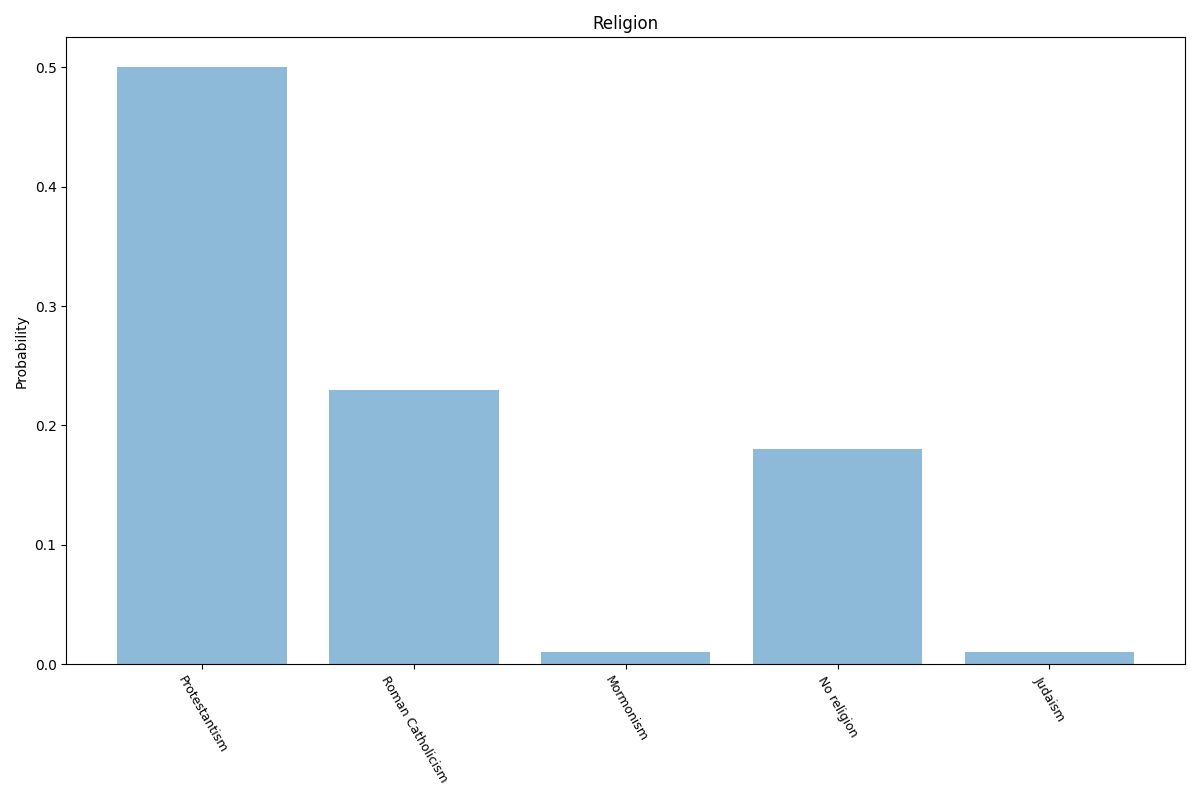 Religion
Probability
0.5
0.4
0.3
0.2
0.1
0.0
Protestantism
Roman Catholicism
Mormonism
No religion
Judaism